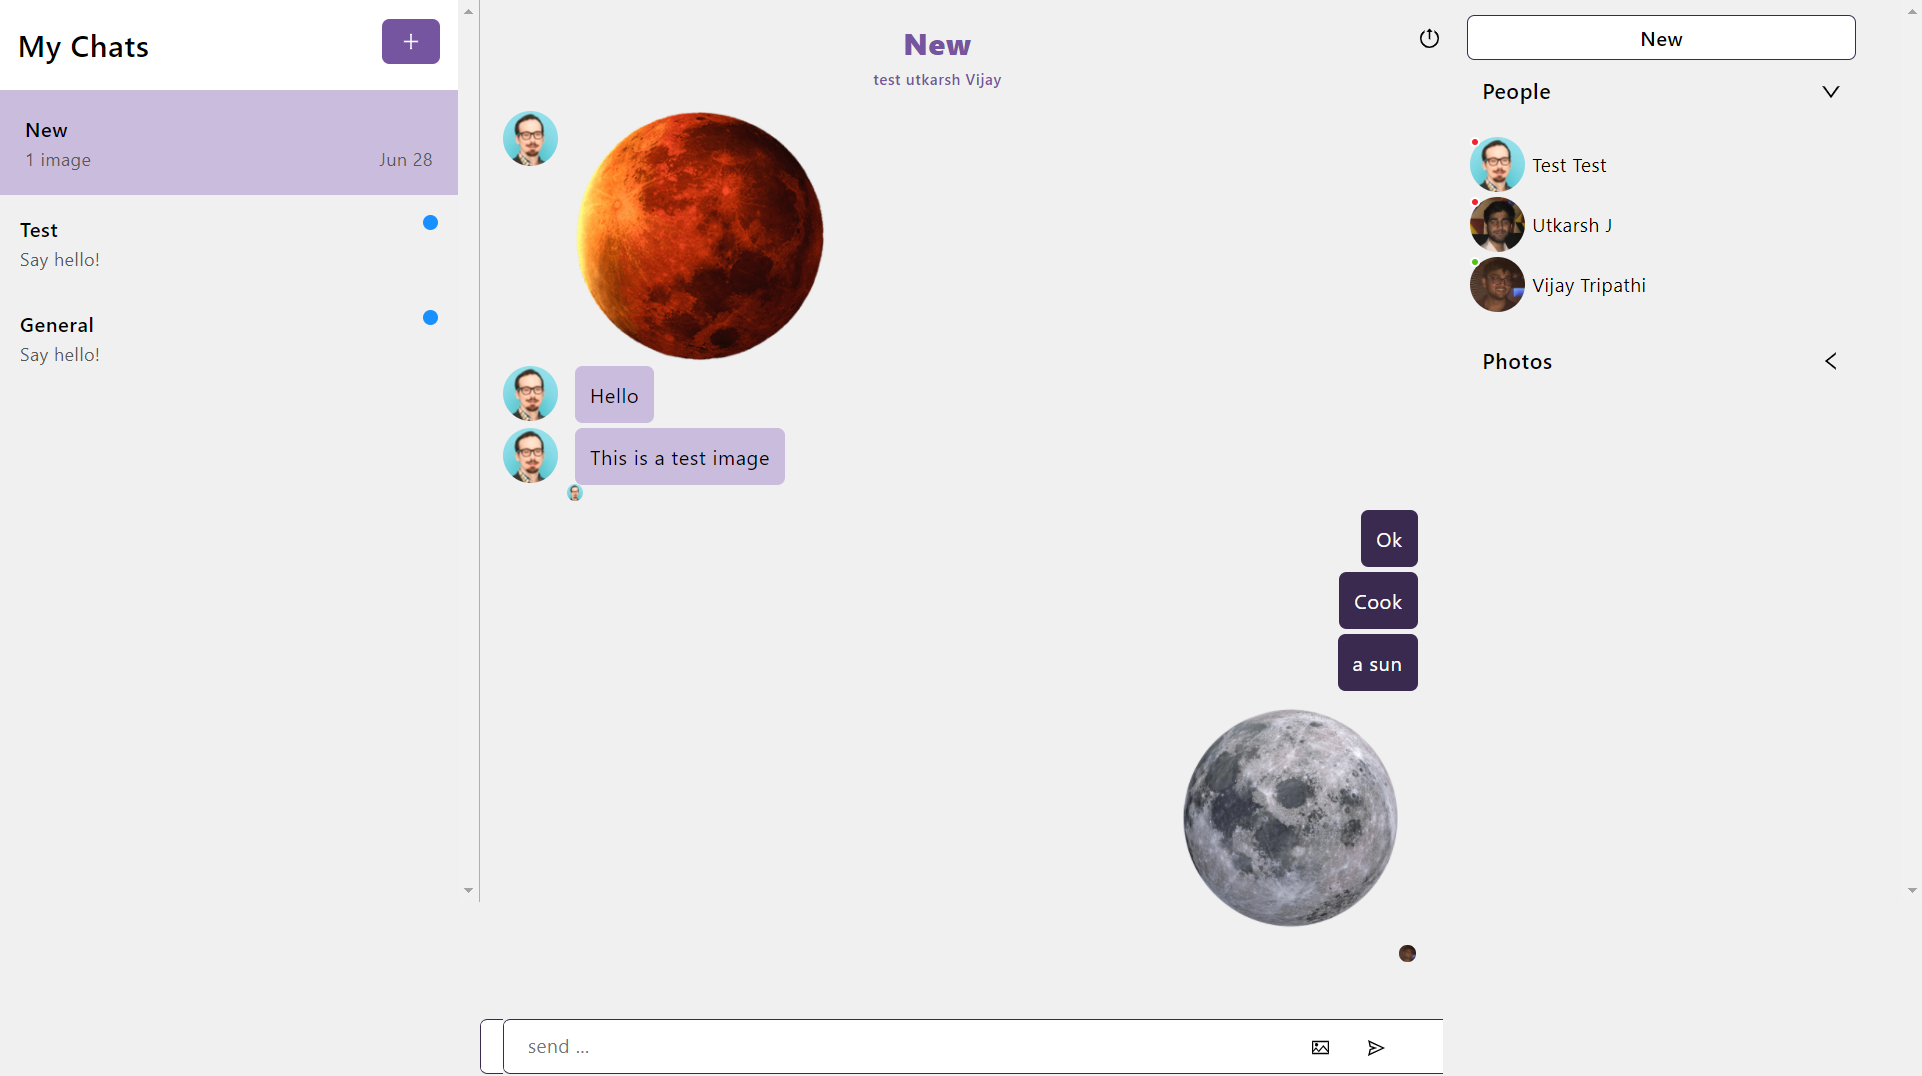 My Chats
+
New
1 image
Jun 28
Test
Say hello!
General
Say hello!
New
test utkarsh Vijay
Hello
This is a test image
Ok
Cook
a sun
send ...
New
People
Test Test
Utkarsh J
Vijay Tripathi
Photos